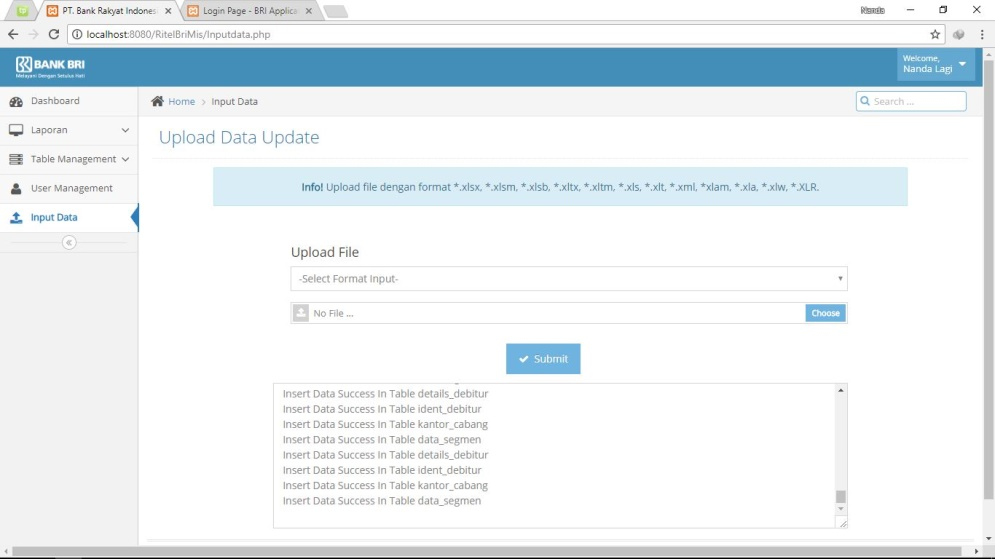 PT. Bank Rakyat Indones
Login Page - BRI Applica
Nanda
localhost:8080/RitelBriMis/Inputdata.php
BANK BRI
Melayani Dengan Setulus Hati
Welcome,
Nanda Lagi
Dashboard
Laporan
Table Management
User Management
Input Data
Home > Input Data
Search ...
Upload Data Update
Info! Upload file dengan format *.xlsx, *.xlsm, *.xlsb, *.xltx, *.xltm, *.xls, *.xlt, *.xml, *xlam, *.xla, *.xlw, *.XLR.
Upload File
-Select Format Input-
No File ...
Choose
Submit
Insert Data Success In Table details_debitur
Insert Data Success In Table ident_debitur
Insert Data Success In Table kantor_cabang
Insert Data Success In Table data_segmen
Insert Data Success In Table details_debitur
Insert Data Success In Table ident_debitur
Insert Data Success In Table kantor_cabang
Insert Data Success In Table data_segmen